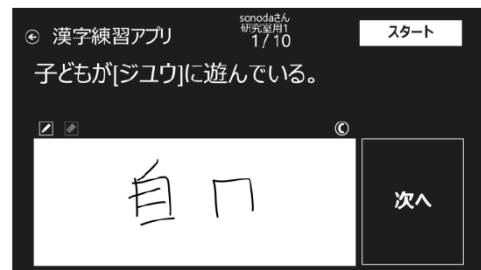 漢字練習アプリ
sonodaさん
研究室用1
1/10
スタート
子どもが[ジユウ]に遊んでいる。
自冂
次へ